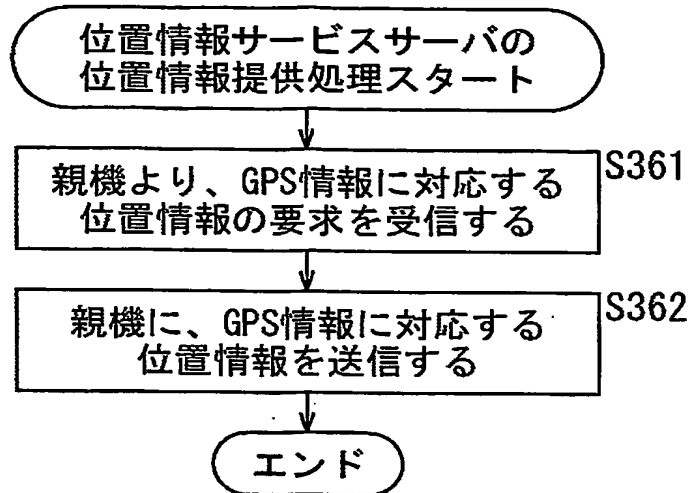 位置情報サービスサーバの
位置情報提供処理スタート
親機より、GPS情報に対応する
位置情報の要求を受信する
S361
親機に、GPS情報に対応する
位置情報を送信する
S362
エンド